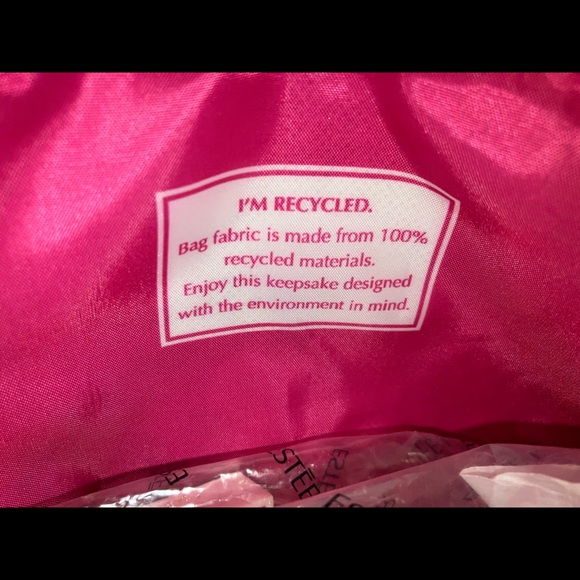 I'M RECYCLED.
Bag fabric is made from 100%
recycled materials.
Enjoy this keepsake designed
with the environment in mind.